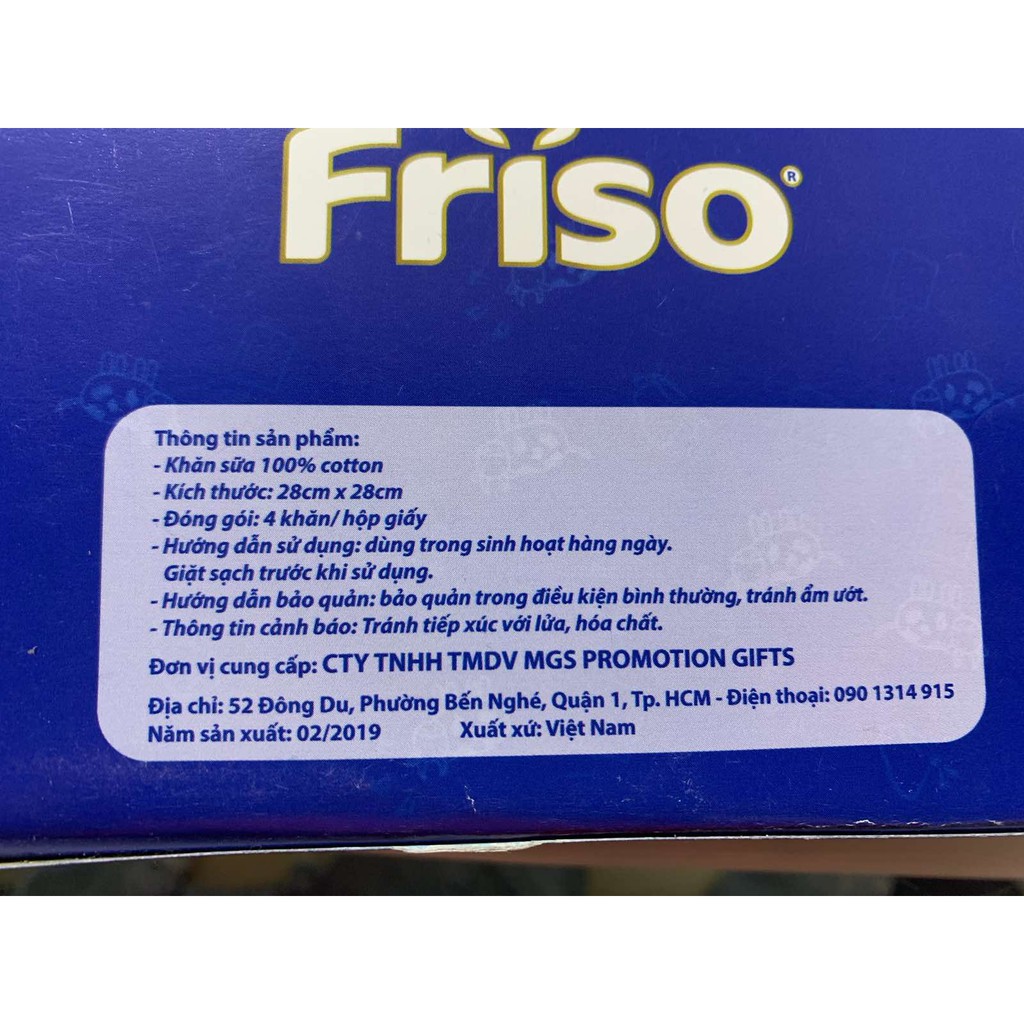 Friso®
Thông tin sản phẩm:
- Khăn sữa 100% cotton
- Kích thước: 28cm x 28cm
- Đóng gói: 4 khăn/ hộp giấy
- Hướng dẫn sử dụng: dùng trong sinh hoạt hàng ngày.
Giặt sạch trước khi sử dụng.
- Hướng dẫn bảo quản: bảo quản trong điều kiện bình thường, tránh ẩm ướt.
- Thông tin cảnh báo: Tránh tiếp xúc với lửa, hóa chất.
Đơn vị cung cấp: CTY TNHH TMDV MGS PROMOTION GIFTS
Địa chỉ: 52 Đông Du, Phường Bến Nghé, Quận 1, Tp. HCM - Điện thoại: 090 1314 915
Năm sản xuất: 02/2019 Xuất xứ: Việt Nam